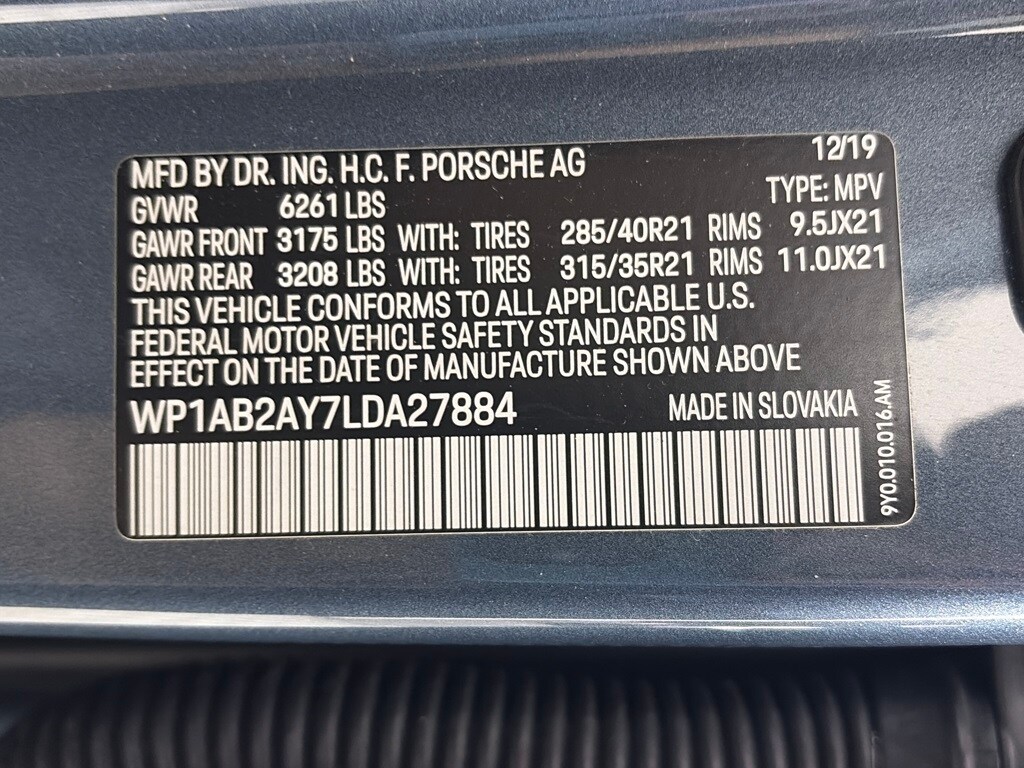 MFD BY DR. ING. H.C. F. PORSCHE AG 12/19
GVWR 6261 LBS TYPE: MPV
GAWR FRONT 3175 LBS WITH: TIRES 285/40R21 RIMS 9.5JX21
GAWR REAR 3208 LBS WITH: TIRES 315/35R21 RIMS 11.0JX21
THIS VEHICLE CONFORMS TO ALL APPLICABLE U.S.
FEDERAL MOTOR VEHICLE SAFETY STANDARDS IN
EFFECT ON THE DATE OF MANUFACTURE SHOWN ABOVE
WP1AB2AY7LDA27884 MADE IN SLOVAKIA
9Y0.010.016.AM